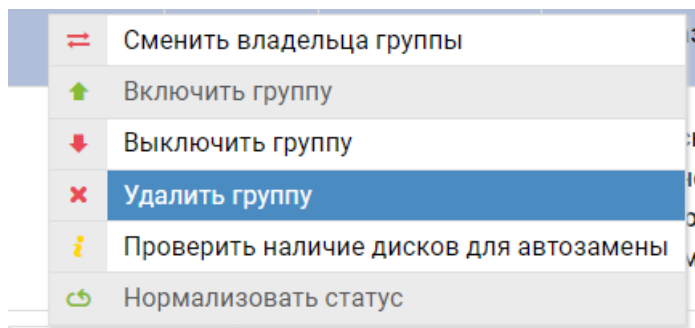 Сменить владельца группы
Включить группу
Выключить группу
Удалить группу
Проверить наличие дисков для автозамены
Нормализовать статус